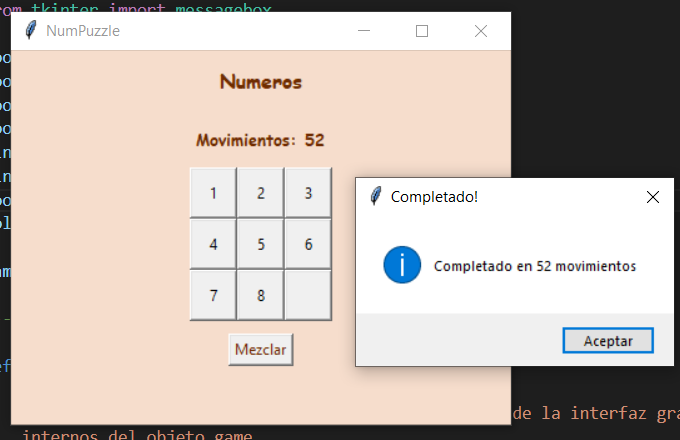 from tkinter import messagebox
NumPuzzle
Numeros
Movimientos: 52
1 2 3
4 5 6
7 8
Mezclar
Completado!
Completado en 52 movimientos
Aceptar
de la interfaz
internos del objeto game